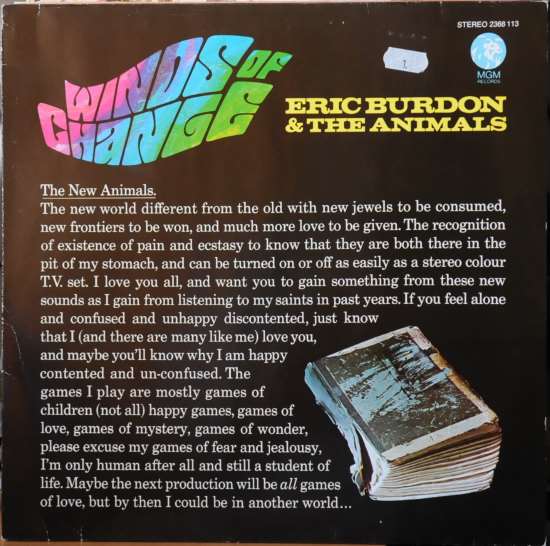 STEREO 2368 113
WINDS OF
CHANGE
MGM
RECORDS
ERIC BURDON
& THE ANIMALS
The New Animals.
The new world different from the old with new jewels to be consumed,
new frontiers to be won, and much more love to be given. The recognition
of existence of pain and ecstasy to know that they are both there in the
pit of my stomach, and can be turned on or off as easily as a stereo colour
T.V. set. I love you all, and want you to gain something from these new
sounds as I gain from listening to my saints in past years. If you feel alone
and confused and unhappy discontented, just know
that I (and there are many like me) love you,
and maybe you'll know why I am happy
contented and un-confused. The
games I play are mostly games of
children (not all) happy games, games of
love, games of mystery, games of wonder,
please excuse my games of fear and jealousy,
I'm only human after all and still a student of
life. Maybe the next production will be all games
of love, but by then I could be in another world...